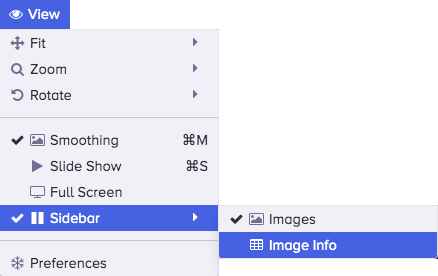 View
Fit
Zoom
Rotate
Smoothing ⌘M
Slide Show ⌘S
Full Screen
Sidebar
Images
Image Info
Preferences